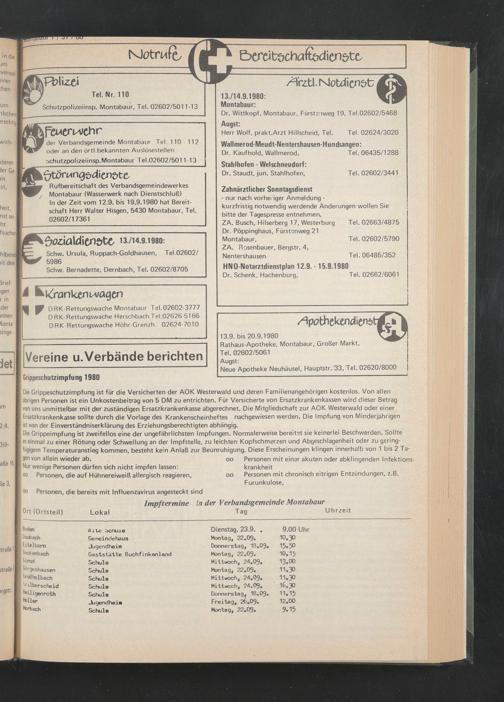 Notrufe Bereitschaftsdienste
Polizei
Tel. Nr. 110
Schutzpolizeiinsp. Montabaur, Tel. 02602/5011-13
Feuerwehr
der Verbandsgemeinde Montabaur Tel. 110 112
oder an den örtl.bekannten Auslösestellen
Schutzpolizeiinsp. Montabaur Tel.02602/5011-13
Störungsdienste
Rufbereitschaft des Verbandsgemeindewerkes
Montabaur (Wasserwerk nach Dienstschluß)
In der Zeit vom 12.9. bis 19.9.1980 hat Bereit-
schaft Herr Walter Hisgen, 5430 Montabaur, Tel.
02602/17361
Sozialdienste 13./14.9.1980:
Schw. Ursula, Ruppach-Goldhausen, Tel.02602/
5986
Schw. Bernadette, Dernbach, Tel. 02602/8705
Krankenwagen
DRK-Rettungswache Montabaur Tel.02602-3777
DRK-Rettungswache Herschbach Tel.02626-5166
DRK-Rettungswache Höhr-Grenzh. 02624-7010
Ärztl. Notdienst
13./14.9.1980:
Montabaur:
Dr. Wittkopf, Montabaur, Fürstenweg 19, Tel.02602/5468
Augst:
Herr Wolf, prakt.Arzt Hillscheid, Tel. Tel. 02624/3020
Wallmerod-Meudt-Nentershausen-Hundsangen:
Dr. Kaufhold, Wallmerod, Tel. 06435/1288
Stahlhofen - Welschneudorf:
Dr. Staudt, jun. Stahlhofen, Tel. 02602/3441
Zahnärztlicher Sonntagsdienst
- nur nach vorheriger Anmeldung -
kurzfristig notwendig werdende Änderungen wollen Sie
bitte der Tagespresse entnehmen.
ZA. Busch, Hilserberg 17, Westerburg Tel. 02663/4875
Dr. Pöppinghaus, Fürstenweg 21
Montabaur, Tel. 02602/5790
ZA. Rosenbauer, Bergstr. 4,
Nentershausen Tel. 06485/352
HNO-Notarztdienstplan 12.9. - 15.9.1980
Dr. Schenk, Hachenburg, Tel. 02662/6061
Apothekendienst
13.9. bis 20.9.1980
Rathaus-Apotheke, Montabaur, Großer Markt,
Tel. 02602/5061
Augst:
Neue Apotheke Neuhäusel, Hauptstr. 33, Tel. 02620/8000
Vereine u. Verbände berichten
Grippeschutzimpfung 1980
Die Grippeschutzimpfung ist für die Versicherten der AOK Westerwald und deren Familienangehörigen kostenlos. Von allen
übrigen Personen ist ein Unkostenbeitrag von 5 DM zu entrichten. Für Versicherte von Ersatzkrankenkassen wird dieser Betrag
von uns unmittelbar mit der zuständigen Ersatzkrankenkasse abgerechnet. Die Mitgliedschaft zur AOK Westerwald oder einer
Ersatzkrankenkasse sollte durch die Vorlage des Krankenscheinheftes nachgewiesen werden. Die Impfung von Minderjährigen
ist von der Einverständniserklärung des Erziehungsberechtigten abhängig.
Die Grippeimpfung ist zweifellos eine der ungefährlichsten Impfungen. Normalerweise bereitet sie keinerlei Beschwerden. Sollte
es einmal zu einer Rötung oder Schwellung an der Impfstelle, zu leichten Kopfschmerzen und Abgeschlagenheit oder zu gering-
fügigem Temperaturanstieg kommen, besteht kein Anlaß zur Beunruhigung. Diese Erscheinungen klingen innerhalb von 1 bis 2 Ta-
gen von allein wieder ab.
Nur wenige Personen dürfen sich nicht impfen lassen:
oo Personen, die auf Hühnereiweiß allergisch reagieren,
oo Personen, die bereits mit Influenzavirus angesteckt sind
oo Personen mit einer akuten oder abklingenden Infektions-
krankheit
oo Personen mit chronisch eitrigen Entzündungen, z.B.
Furunkulose,
Impftermine in der Verbandsgemeinde Montabaur
Ort (Ortsteil) Lokal Tag Uhrzeit
Boden Alte Schule Dienstag, 23.9. 9.00 Uhr
Daubach Gemeindehaus Montag, 22.09. 10.30
Eitelborn Jugendheim Donnerstag, 18.09. 15.50
Gackenbach Gaststätte Buchfinkenland Montag, 22.09. 10.15
Girod Schule Mittwoch, 24.09. 13.00
Görgeshausen Schule Mittwoch, 24.09. 11.30
Großholbach Schule Mittwoch, 24.09. 11.30
Heilberscheid Schule Mittwoch, 24.09. 16.30
Heiligenroth Schule Donnerstag, 18.09. 11.15
Holler Jugendheim Freitag, 26.09. 12.00
Horbach Schule Montag, 22.09. 9.15